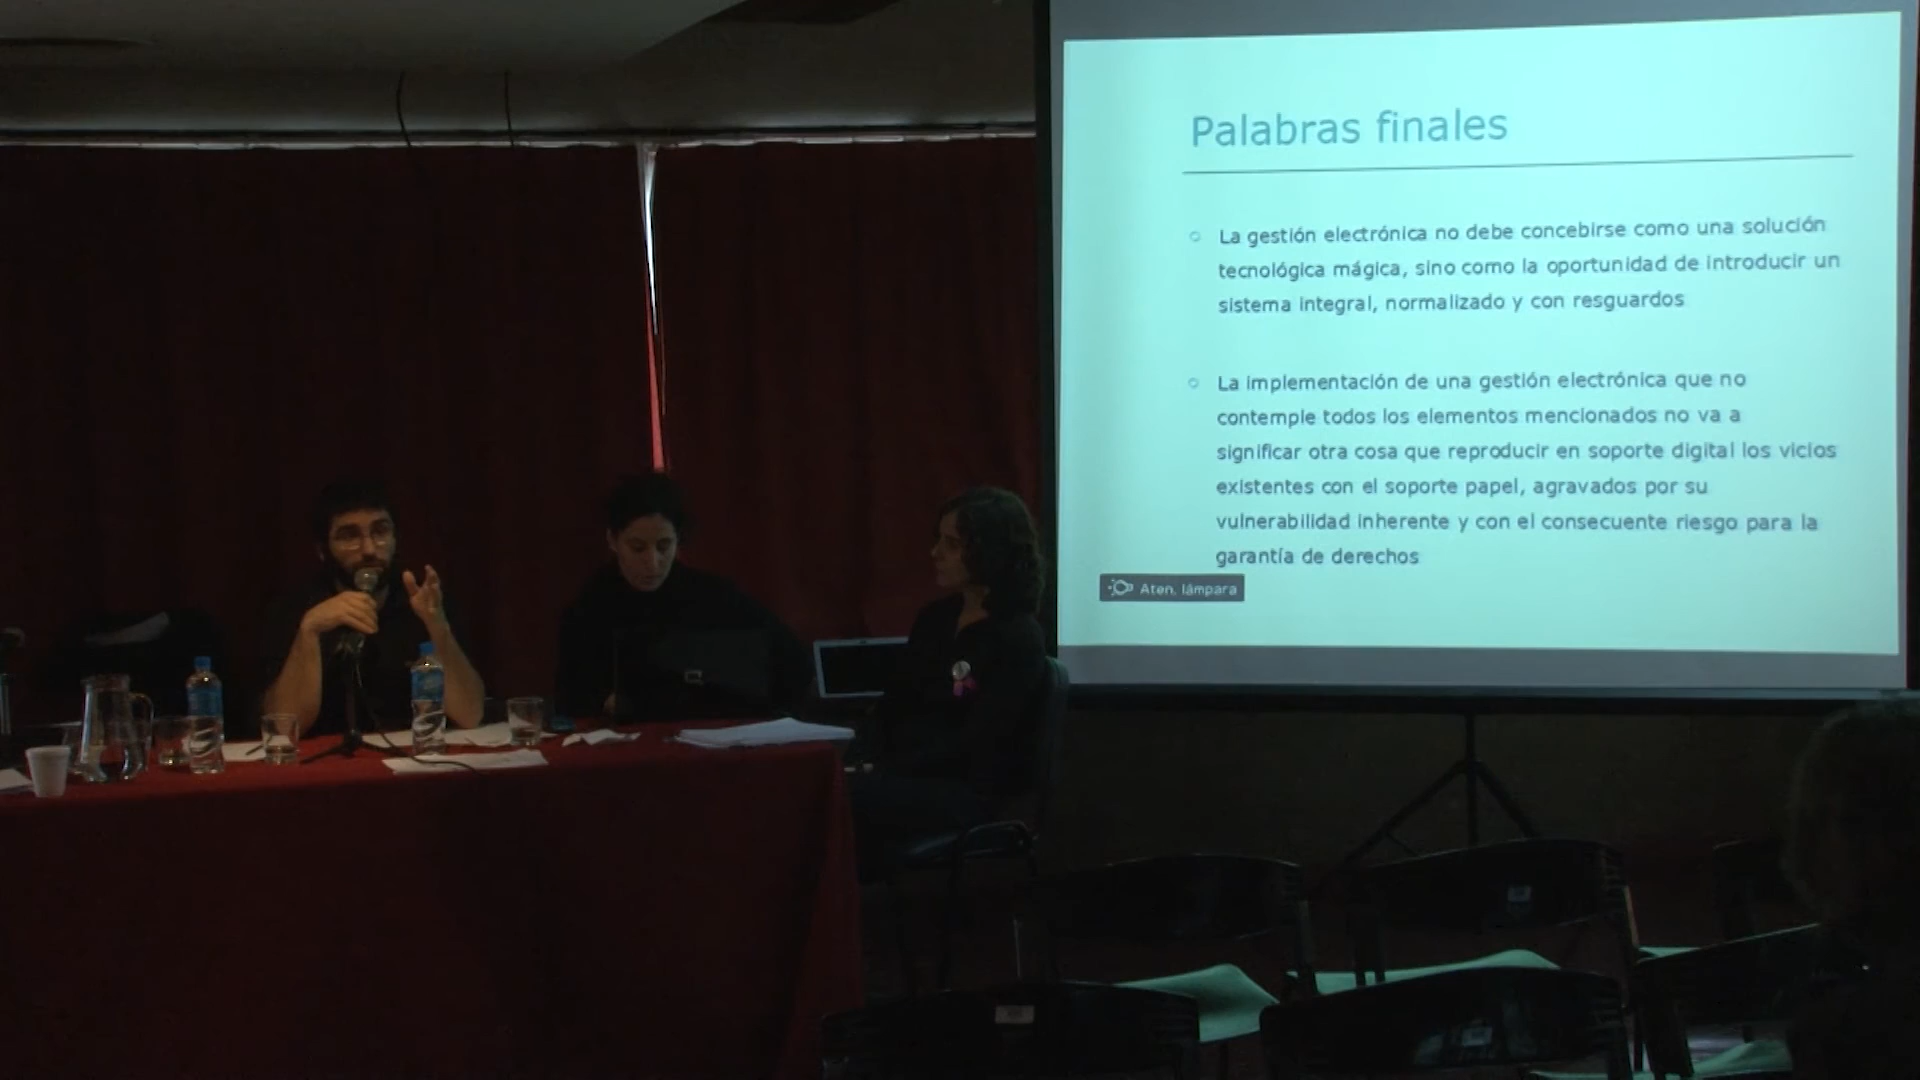 Palabras finales
La gestión electrónica no debe concebirse como una solución
tecnológica mágica, sino como la oportunidad de introducir un
sistema integral, normalizado y con resguardos
La implementación de una gestión electrónica que no
contemple todos los elementos mencionados no va a
significar otra cosa que reproducir en soporte digital los vicios
existentes con el soporte papel, agravados por su
vulnerabilidad inherente y con el consecuente riesgo para la
garantía de derechos
Aten. lámpara